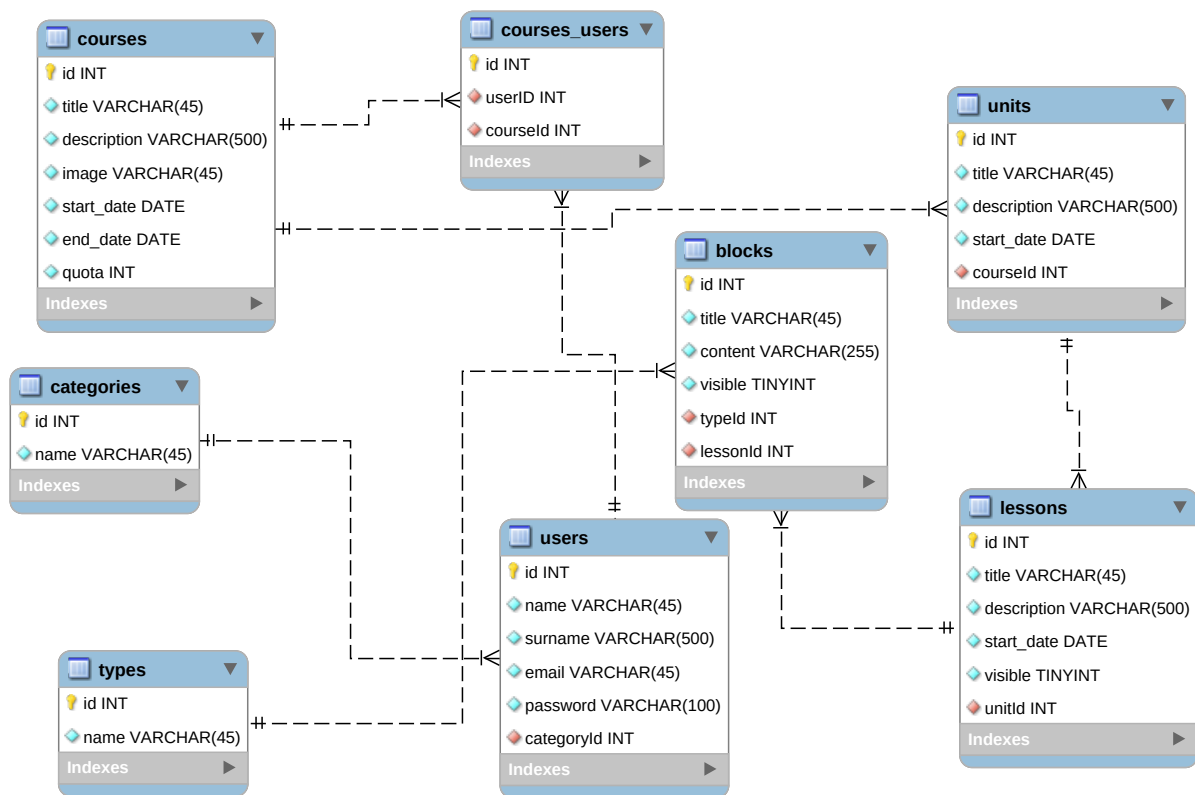 courses
id INT
title VARCHAR(45)
description VARCHAR(500)
image VARCHAR(45)
start_date DATE
end_date DATE
quota INT
Indexes
courses_users
id INT
userID INT
courseId INT
Indexes
units
id INT
title VARCHAR(45)
description VARCHAR(500)
start_date DATE
courseId INT
Indexes
blocks
id INT
title VARCHAR(45)
content VARCHAR(255)
visible TINYINT
typeId INT
lessonId INT
Indexes
categories
id INT
name VARCHAR(45)
Indexes
users
id INT
name VARCHAR(45)
surname VARCHAR(500)
email VARCHAR(45)
password VARCHAR(100)
categoryId INT
Indexes
lessons
id INT
title VARCHAR(45)
description VARCHAR(500)
start_date DATE
visible TINYINT
unitId INT
Indexes
types
id INT
name VARCHAR(45)
Indexes